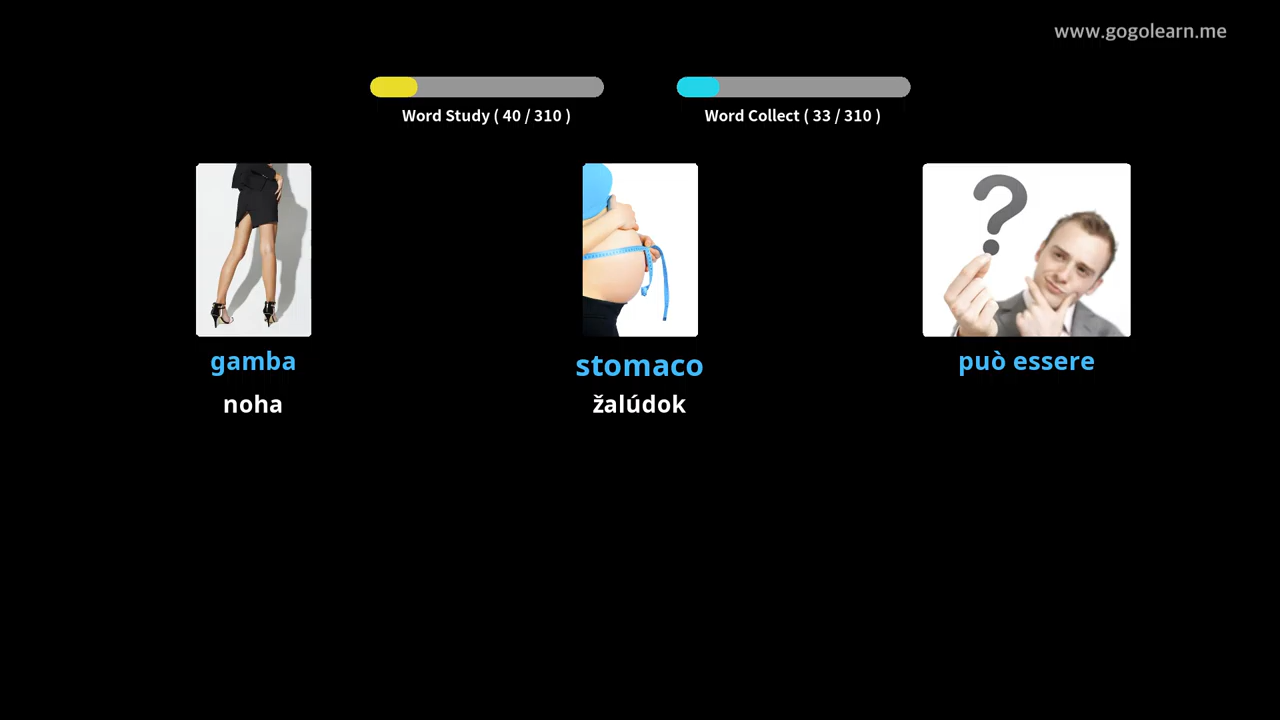 www.gogolearn.me
Word Study ( 40 / 310 )
Word Collect ( 33 / 310 )
gamba
noha
stomaco
žalúdok
può essere